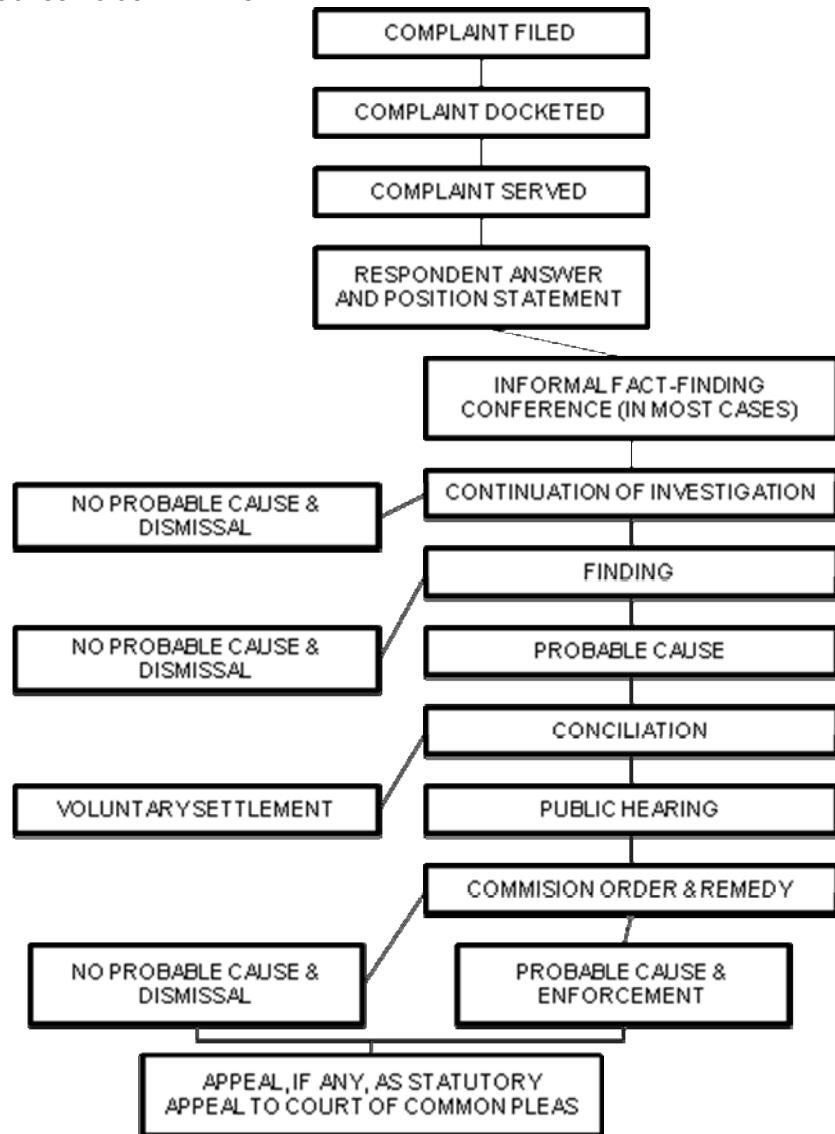 COMPLAINT FILED
COMPLAINT DOCKETED
COMPLAINT SERVED
RESPONDENT ANSWER
AND POSITION STATEMENT
INFORMAL FACT-FINDING
CONFERENCE (IN MOST CASES)
CONTINUATION OF INVESTIGATION
NO PROBABLE CAUSE &
DISMISSAL
FINDING
NO PROBABLE CAUSE &
DISMISSAL
PROBABLE CAUSE
CONCILIATION
VOLUNTARY SETTLEMENT
PUBLIC HEARING
COMMISION ORDER & REMEDY
NO PROBABLE CAUSE &
DISMISSAL
PROBABLE CAUSE &
ENFORCEMENT
APPEAL, IF ANY, AS STATUTORY
APPEAL TO COURT OF COMMON PLEAS